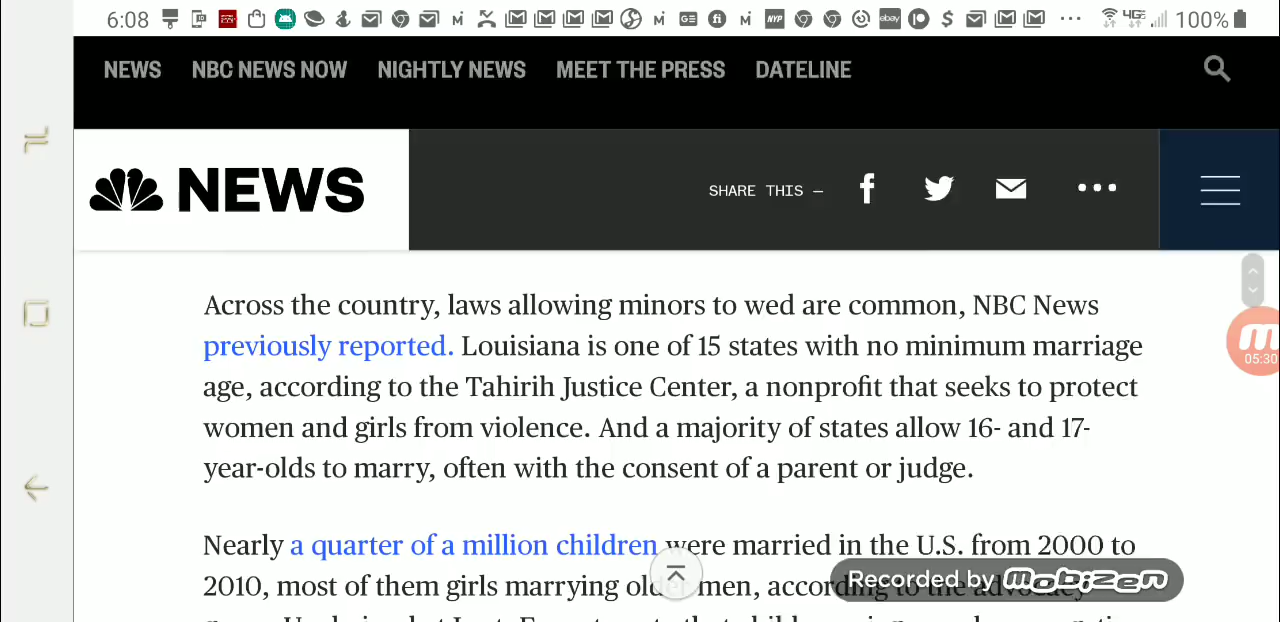 6:08 100%
NEWS NBC NEWS NOW NIGHTLY NEWS MEET THE PRESS DATELINE
NEWS
SHARE THIS —
Across the country, laws allowing minors to wed are common, NBC News
previously reported. Louisiana is one of 15 states with no minimum marriage
age, according to the Tahirih Justice Center, a nonprofit that seeks to protect
women and girls from violence. And a majority of states allow 16- and 17-
year-olds to marry, often with the consent of a parent or judge.
05:30
Nearly a quarter of a million children were married in the U.S. from 2000 to
2010, most of them girls marrying older men, according to the advocacy
Recorded by mobizen